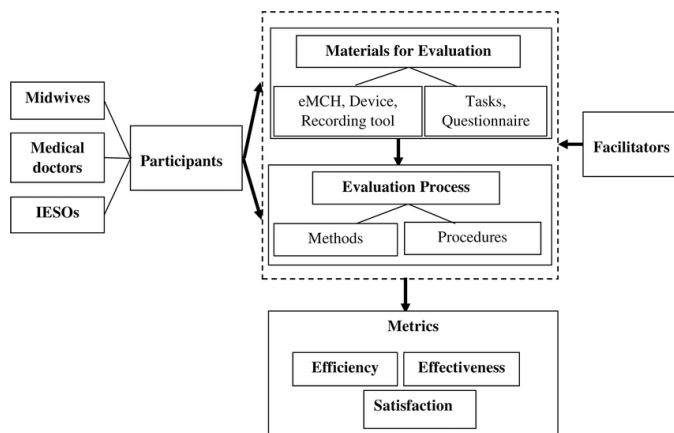 Materials for Evaluation
eMCH, Device,
Recording tool
Tasks,
Questionnaire
Midwives
Medical
doctors
IESOs
Participants
Facilitators
Evaluation Process
Methods
Procedures
Metrics
Efficiency
Effectiveness
Satisfaction